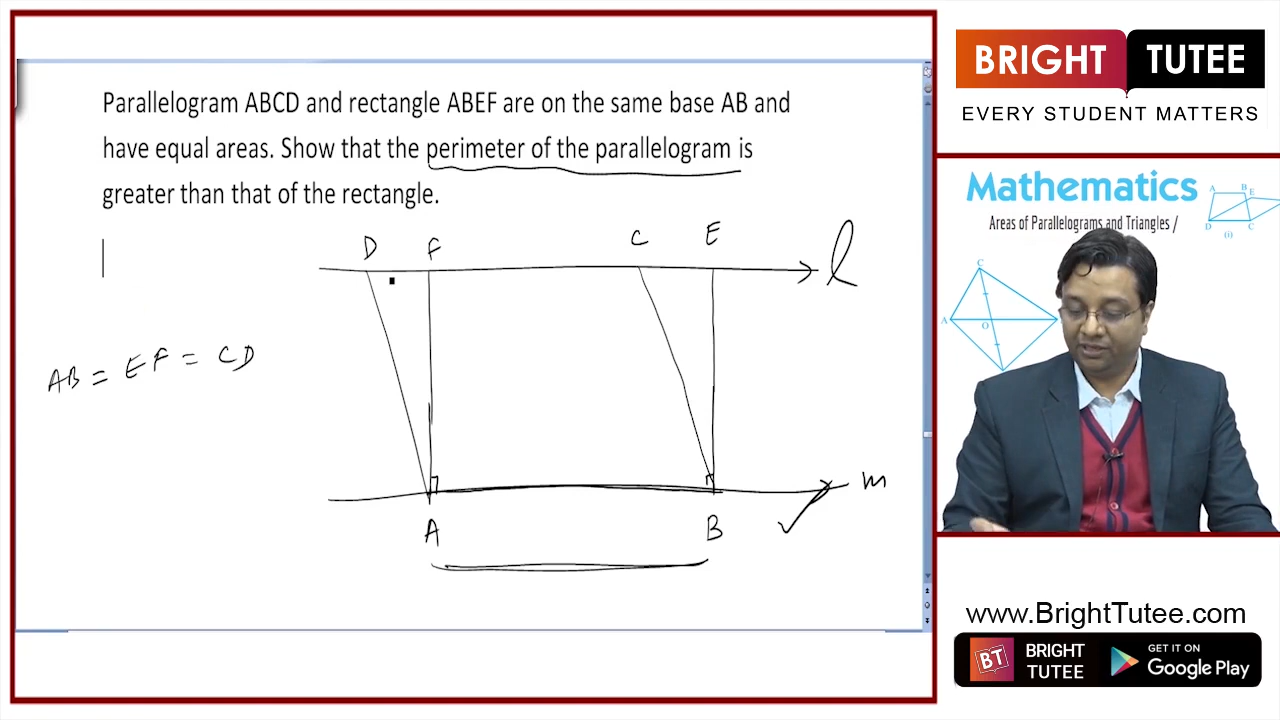 Parallelogram ABCD and rectangle ABEF are on the same base AB and
have equal areas. Show that the perimeter of the parallelogram is
greater than that of the rectangle.
D F C E l
AB = EF = CD
m
A B
BRIGHT TUTEE
EVERY STUDENT MATTERS
Mathematics
Areas of Parallelograms and Triangles /
A B E
D C
(i)
C
A O
www.BrightTutee.com
BT BRIGHT TUTEE
GET IT ON
Google Play